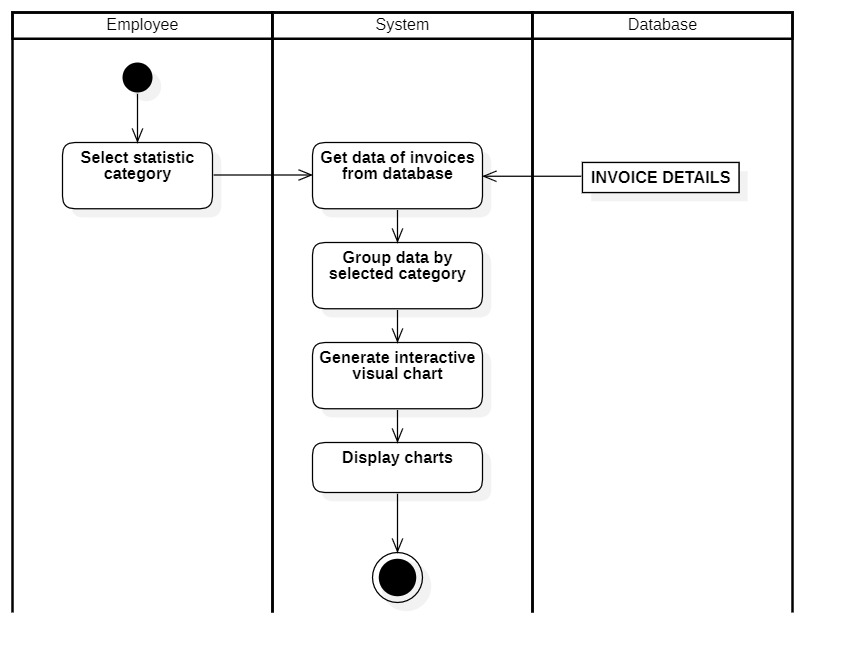 Employee
System
Database
Select statistic
category
Get data of invoices
from database
INVOICE DETAILS
Group data by
selected category
Generate interactive
visual chart
Display charts